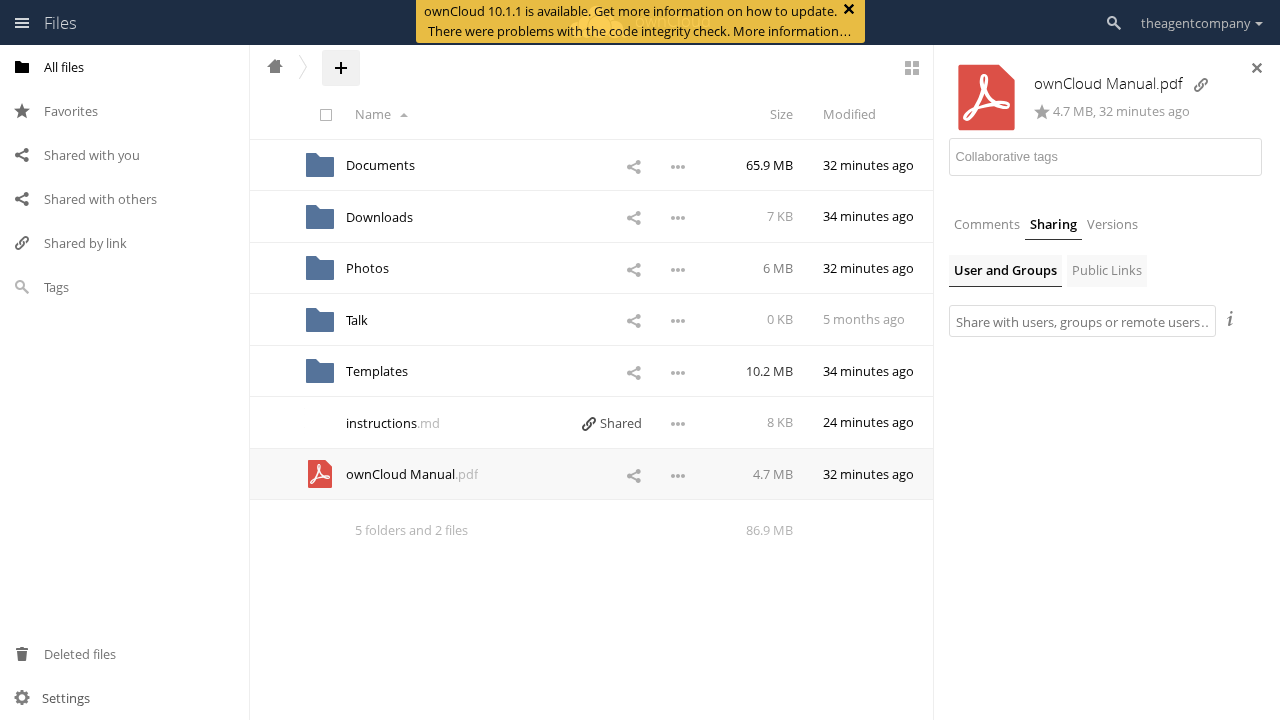 Files
ownCloud 10.1.1 is available. Get more information on how to update.
There were problems with the code integrity check. More information…
theagentcompany
All files
Favorites
Shared with you
Shared with others
Shared by link
Tags
Deleted files
Settings
Name
Size
Modified
Documents
65.9 MB
32 minutes ago
Downloads
7 KB
34 minutes ago
Photos
6 MB
32 minutes ago
Talk
0 KB
5 months ago
Templates
10.2 MB
34 minutes ago
instructions.md
Shared
8 KB
24 minutes ago
ownCloud Manual.pdf
4.7 MB
32 minutes ago
5 folders and 2 files
86.9 MB
ownCloud Manual.pdf
4.7 MB, 32 minutes ago
Collaborative tags
Comments
Sharing
Versions
User and Groups
Public Links
Share with users, groups or remote users…